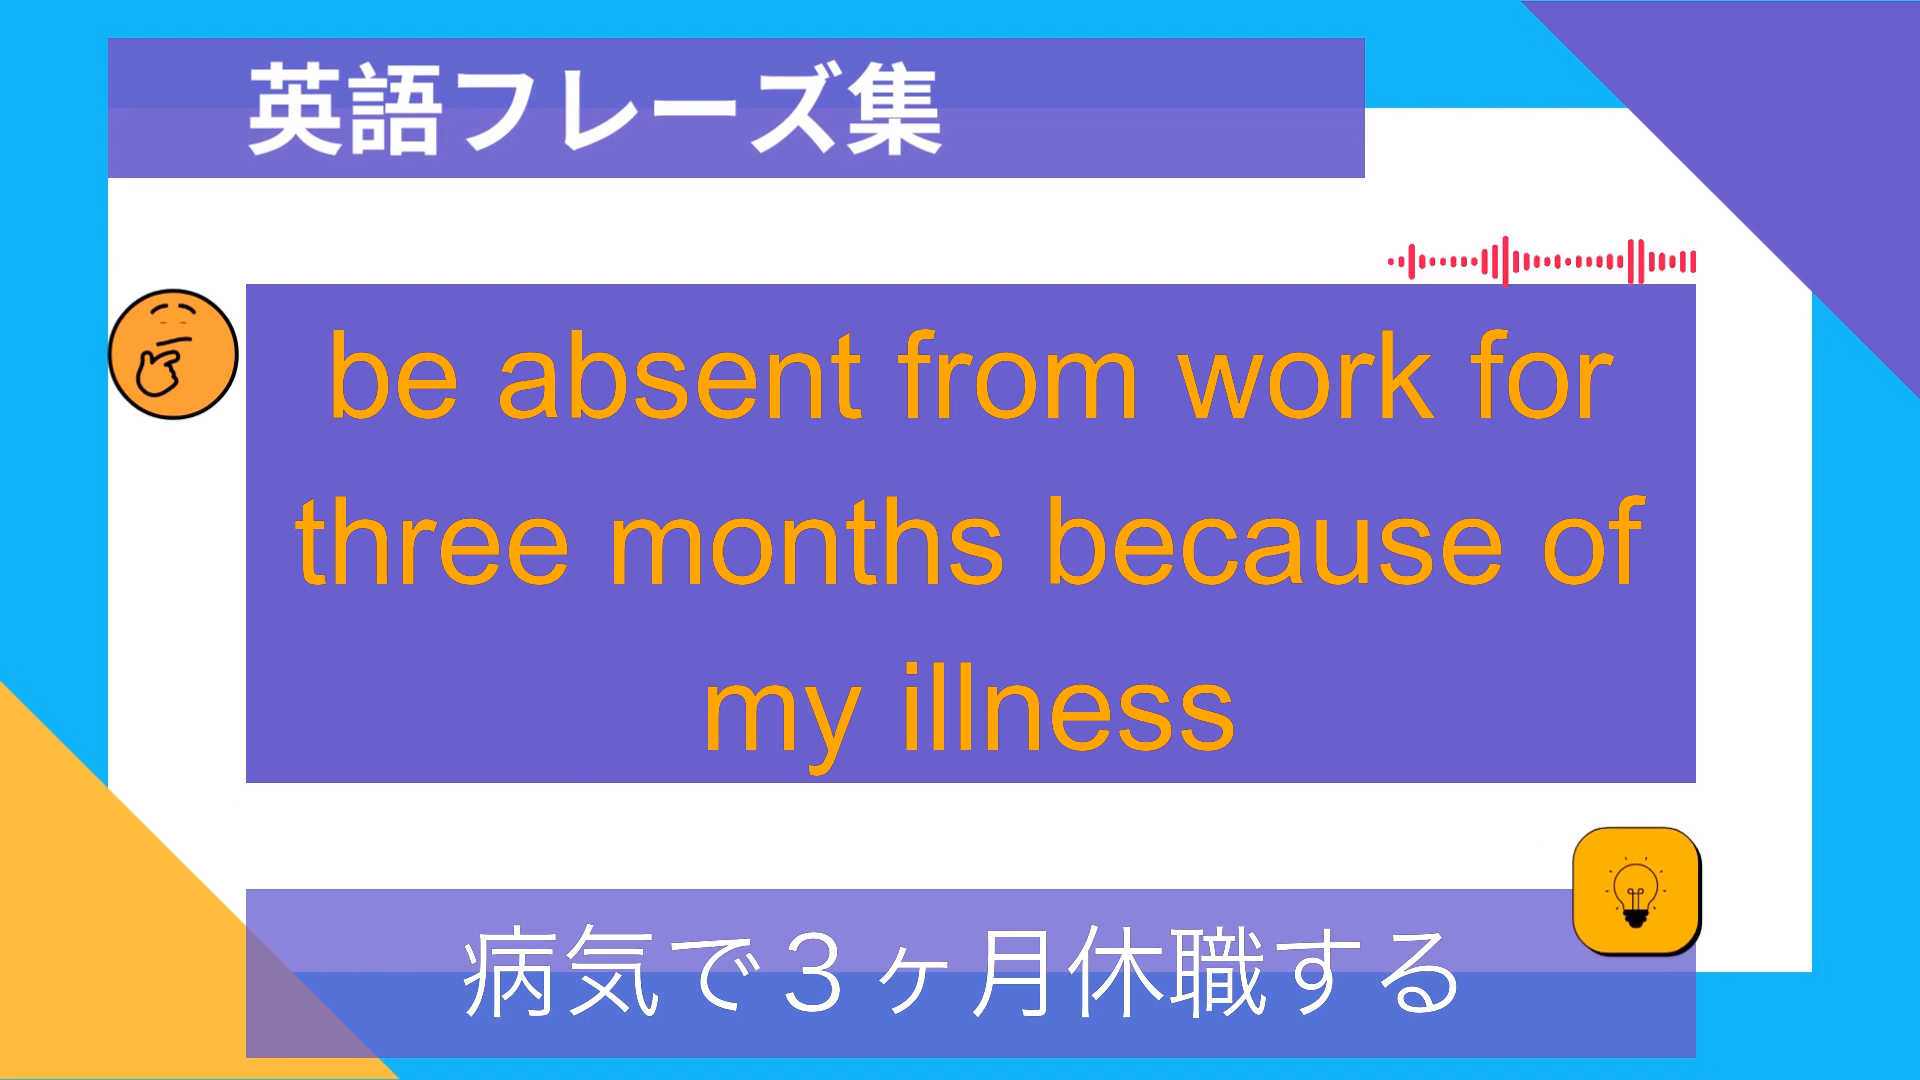 英語フレーズ集
be absent from work for
three months because of
my illness
病気で３ヶ月休職する